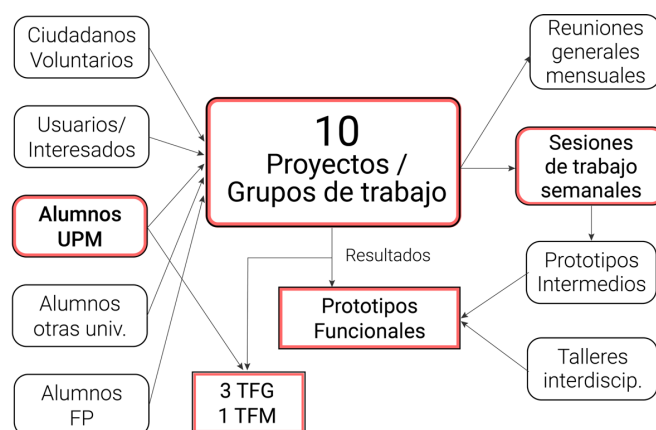 Ciudadanos
Voluntarios
Usuarios/
Interesados
Alumnos
UPM
Alumnos
otras univ.
Alumnos
FP
10
Proyectos /
Grupos de trabajo
Resultados
Prototipos
Funcionales
3 TFG
1 TFM
Reuniones
generales
mensuales
Sesiones
de trabajo
semanales
Prototipos
Intermedios
Talleres
interdiscip.